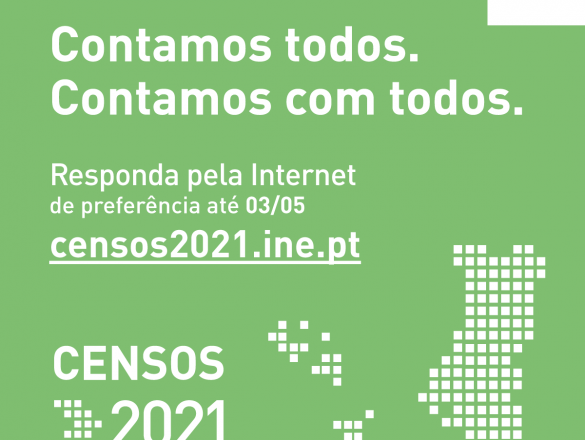 Contamos todos.
Contamos com todos.
Responda pela Internet
de preferência até 03/05
censos2021.ine.pt
CENSOS
2021